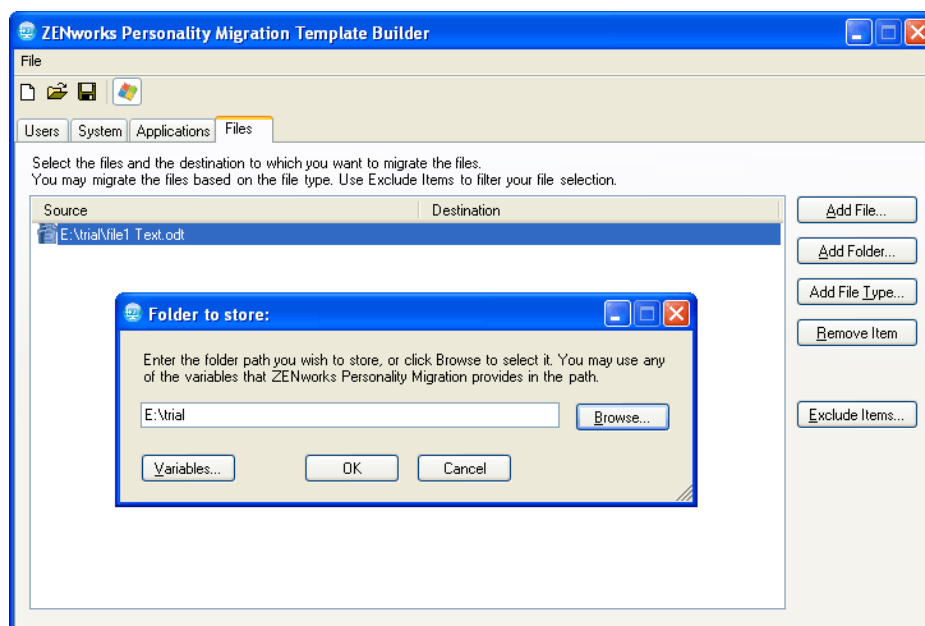 ZENworks Personality Migration Template Builder
File
Users System Applications Files
Select the files and the destination to which you want to migrate the files.
You may migrate the files based on the file type. Use Exclude Items to filter your file selection.
Source Destination
Add File...
E:\trial\file1 Text.odt
Add Folder...
Add File Type...
Remove Item
Exclude Items...
Folder to store:
Enter the folder path you wish to store, or click Browse to select it. You may use any
of the variables that ZENworks Personality Migration provides in the path.
E:\trial
Browse...
Variables... OK Cancel